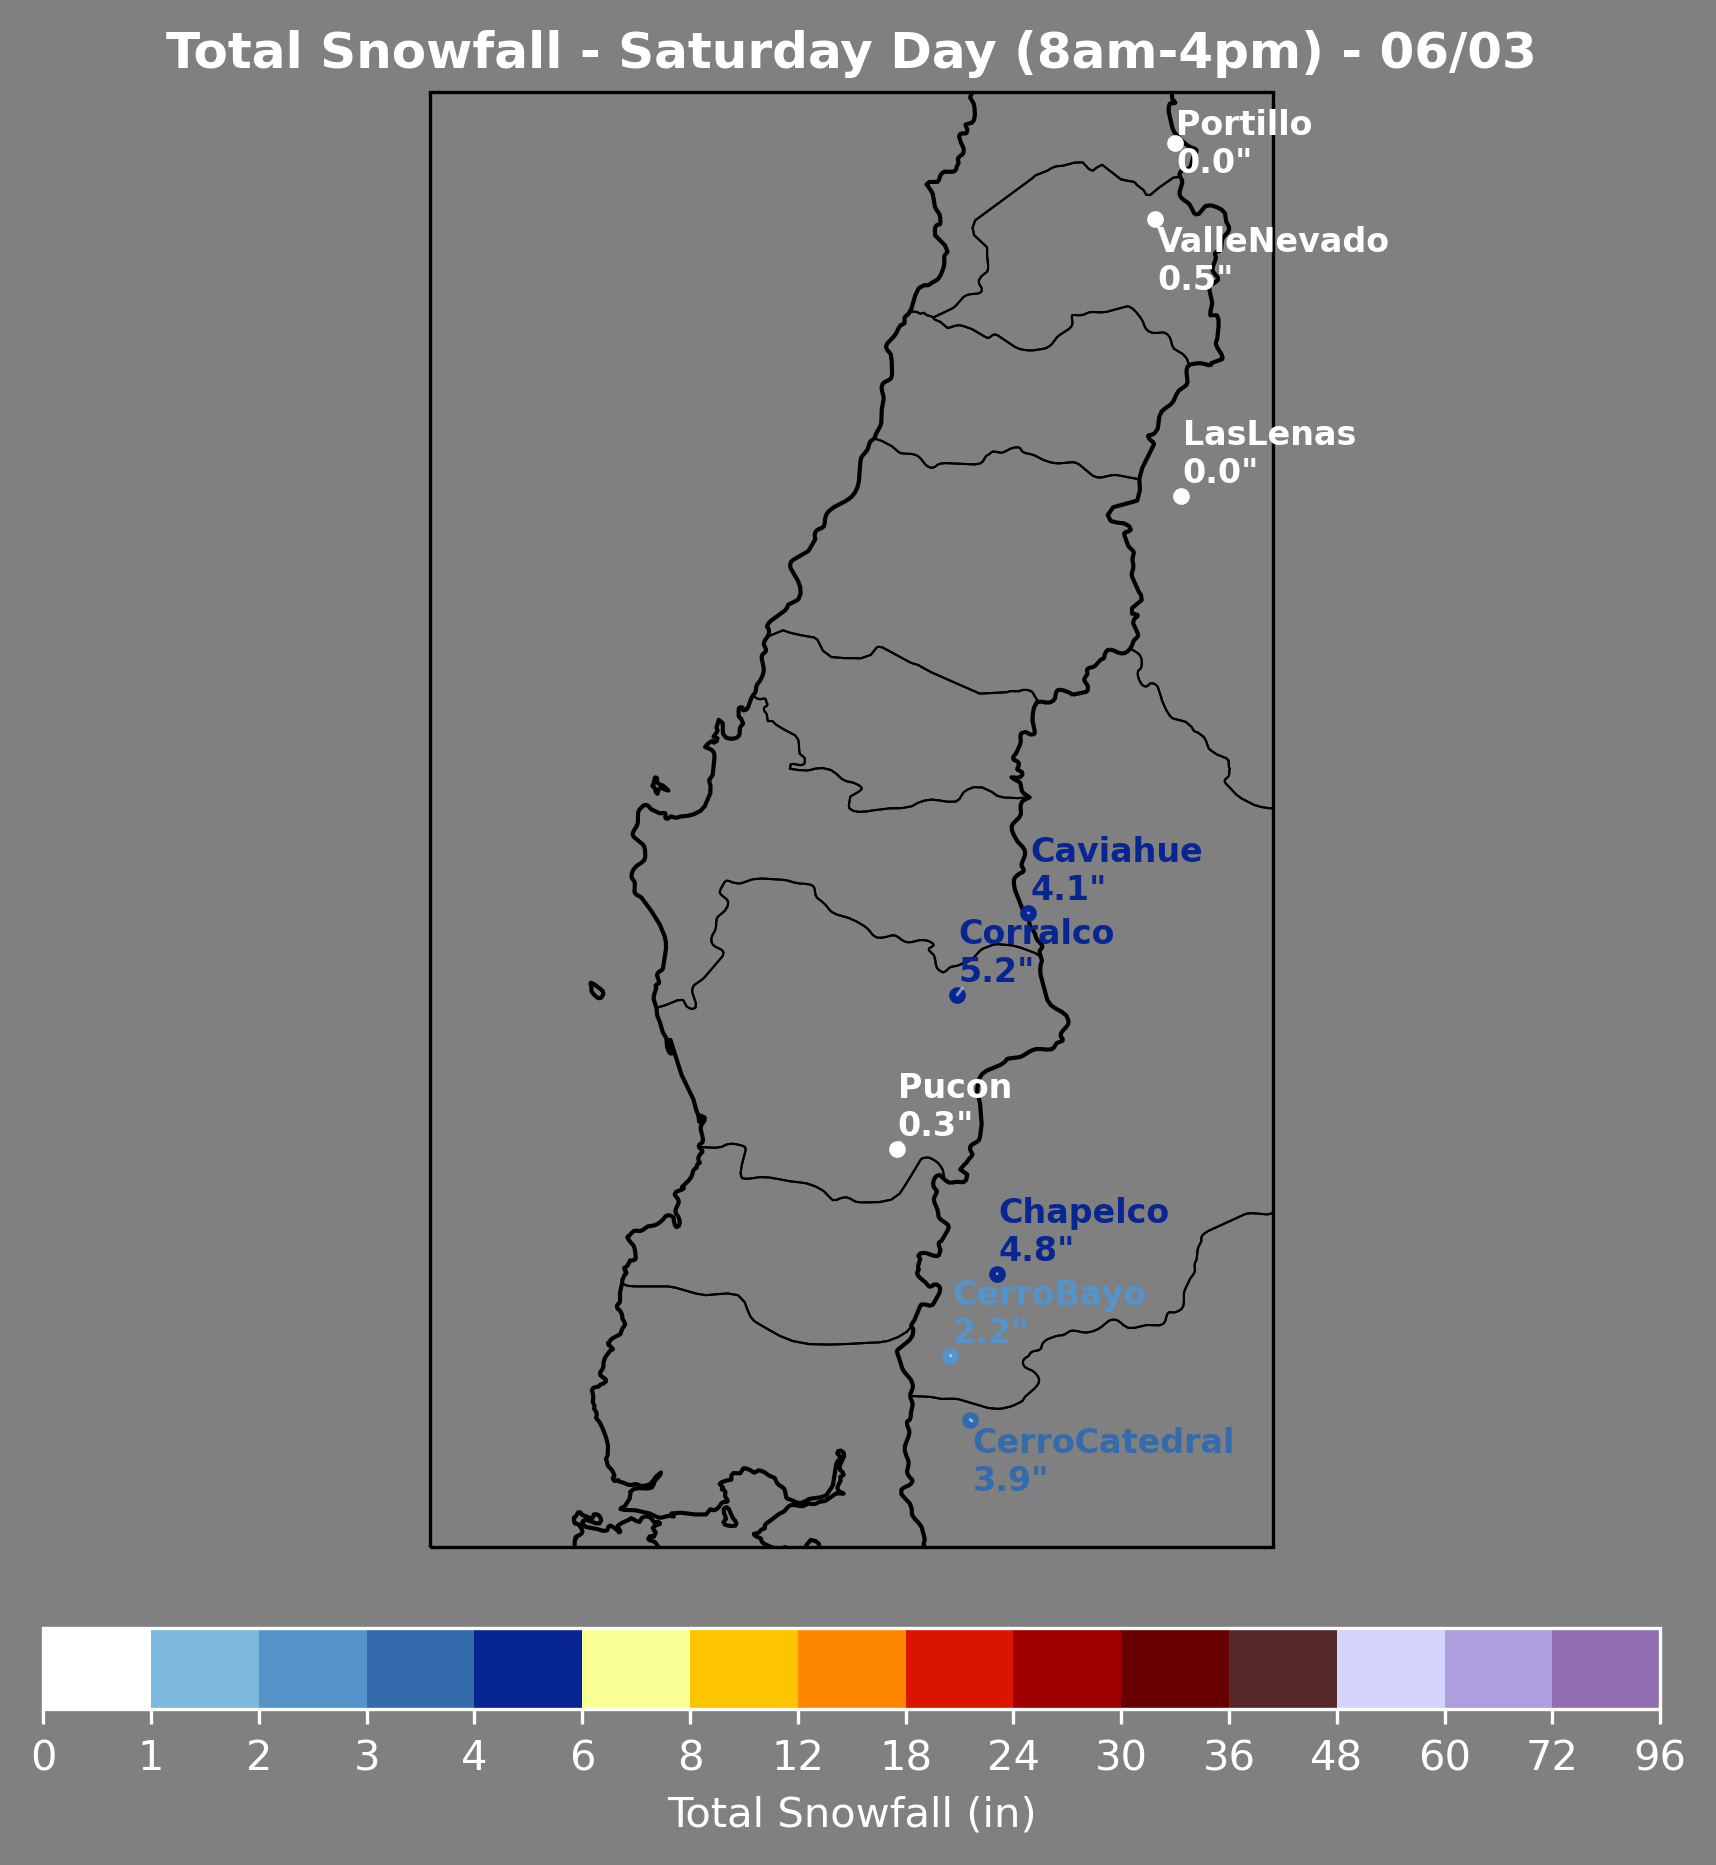 Total Snowfall - Saturday Day (8am-4pm) - 06/03
Portillo
0.0"
ValleNevado
0.5"
LasLenas
0.0"
Caviahue
4.1"
Corralco
5.2"
Pucon
0.3"
Chapelco
4.8"
CerroBayo
2.2"
CerroCatedral
3.9"
0 1 2 3 4 6 8 12 18 24 30 36 48 60 72 96
Total Snowfall (in)